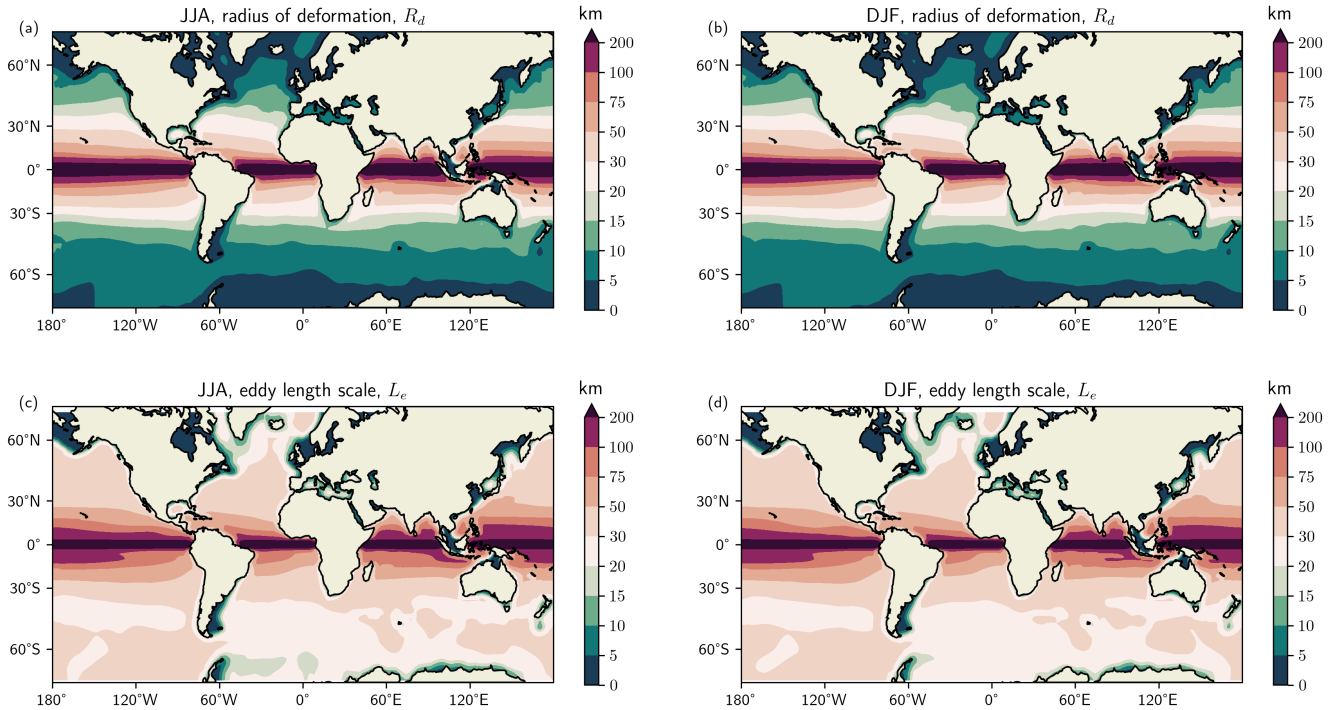 (a) JJA, radius of deformation, R_d km
60°N
30°N
0°
30°S
60°S
180° 120°W 60°W 0° 60°E 120°E
200
100
75
50
30
20
15
10
5
0
(b) DJF, radius of deformation, R_d km
60°N
30°N
0°
30°S
60°S
180° 120°W 60°W 0° 60°E 120°E
200
100
75
50
30
20
15
10
5
0
(c) JJA, eddy length scale, L_e km
60°N
30°N
0°
30°S
60°S
180° 120°W 60°W 0° 60°E 120°E
200
100
75
50
30
20
15
10
5
0
(d) DJF, eddy length scale, L_e km
60°N
30°N
0°
30°S
60°S
180° 120°W 60°W 0° 60°E 120°E
200
100
75
50
30
20
15
10
5
0